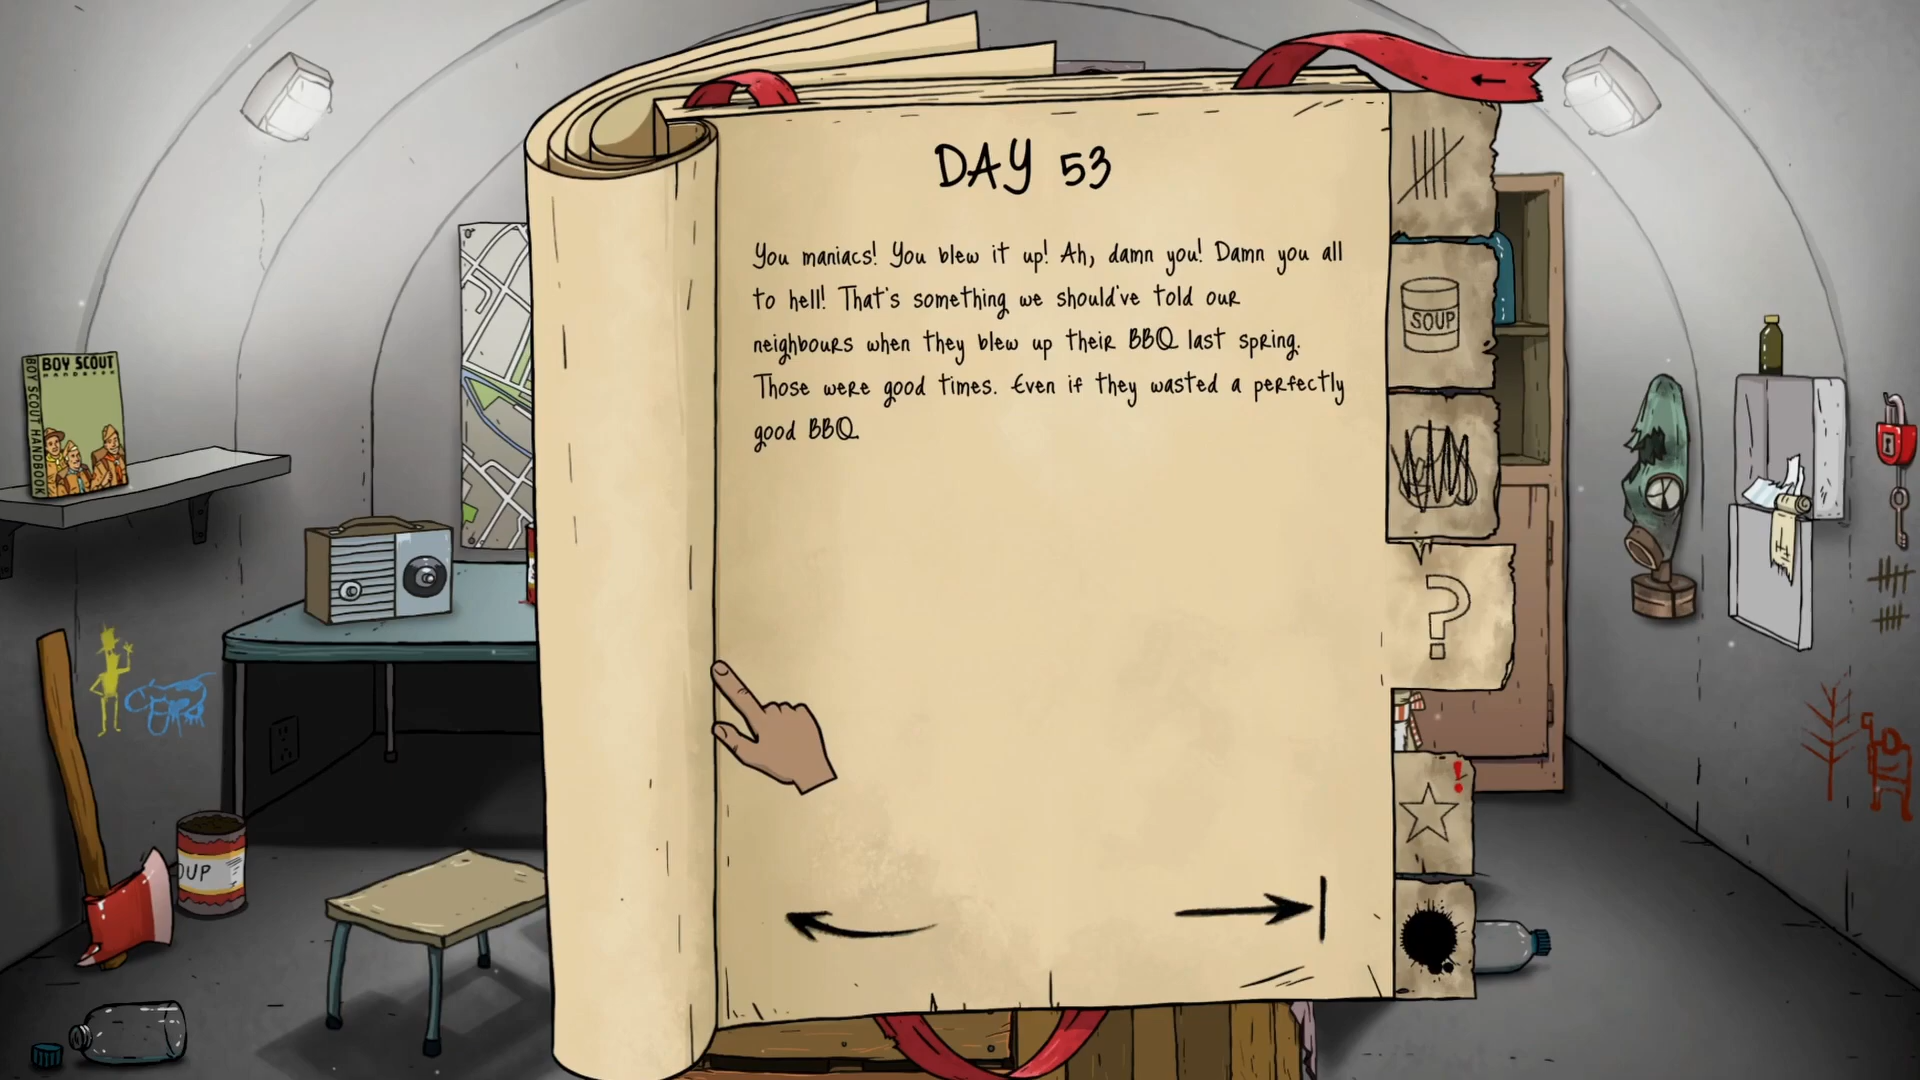 DAY 53
You maniacs! You blew it up! Ah, damn you! Damn you all
to hell! That's something we should've told our
neighbours when they blew up their BBQ last spring.
Those were good times. Even if they wasted a perfectly
good BBQ.
SOUP
BOY SCOUT
HANDBOOK
BOY SCOUT HANDBOOK
OUP